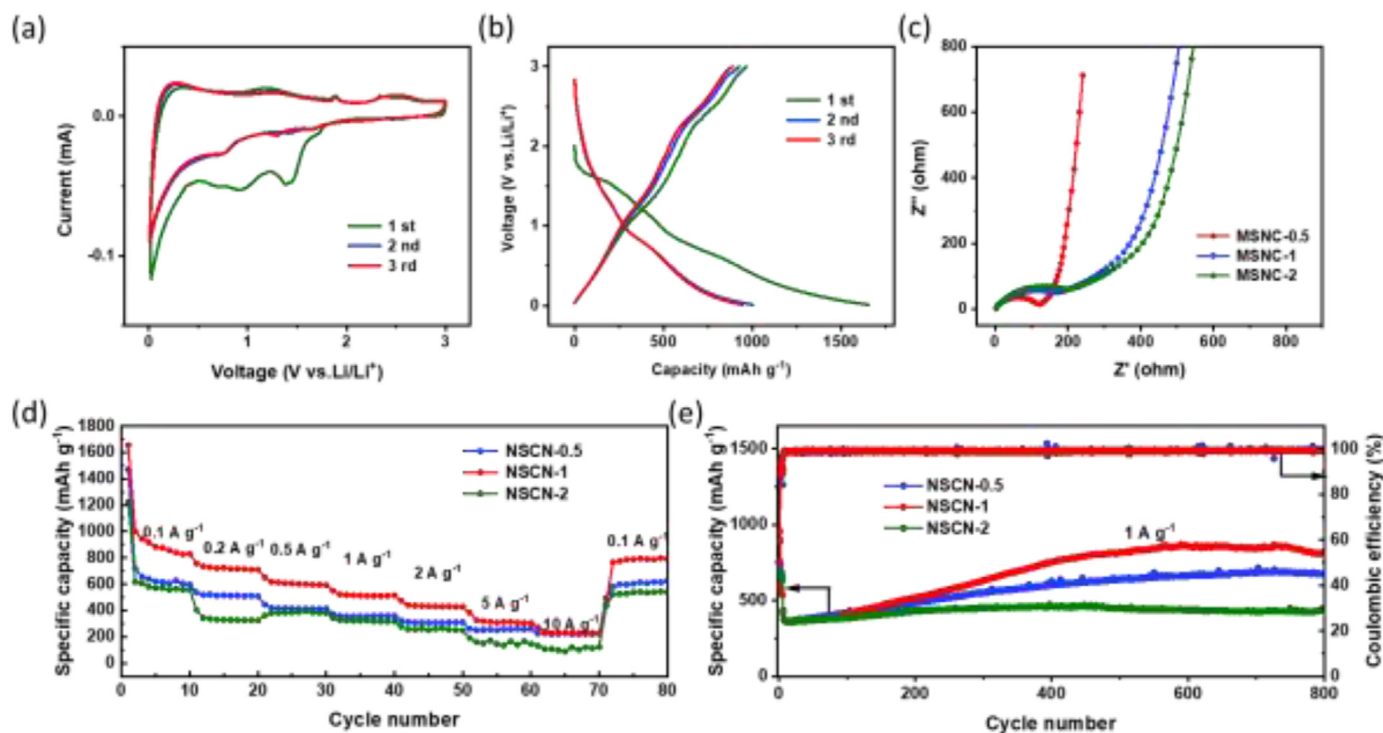 (a)
Current (mA)
0.0
-0.1
1 st
2 nd
3 rd
0
1
2
3
Voltage (V vs.Li/Li⁺)
(b)
Voltage (V vs.Li/Li⁺)
3
2
1
0
1 st
2 nd
3 rd
0
500
1000
1500
Capacity (mAh g⁻¹)
(c)
Z'' (ohm)
800
600
400
200
0
MSNC-0.5
MSNC-1
MSNC-2
0
200
400
600
800
Z' (ohm)
(d)
Specific capacity (mAh g⁻¹)
1800
1600
1400
1200
1000
800
600
400
200
0
NSCN-0.5
NSCN-1
NSCN-2
0.1 A g⁻¹
0.2 A g⁻¹
0.5 A g⁻¹
1 A g⁻¹
2 A g⁻¹
5 A g⁻¹
10 A g⁻¹
0.1 A g⁻¹
0
10
20
30
40
50
60
70
80
Cycle number
(e)
Specific capacity (mAh g⁻¹)
1500
1000
500
0
NSCN-0.5
NSCN-1
NSCN-2
1 A g⁻¹
100
80
60
40
20
0
Coulombic efficiency (%)
0
200
400
600
800
Cycle number